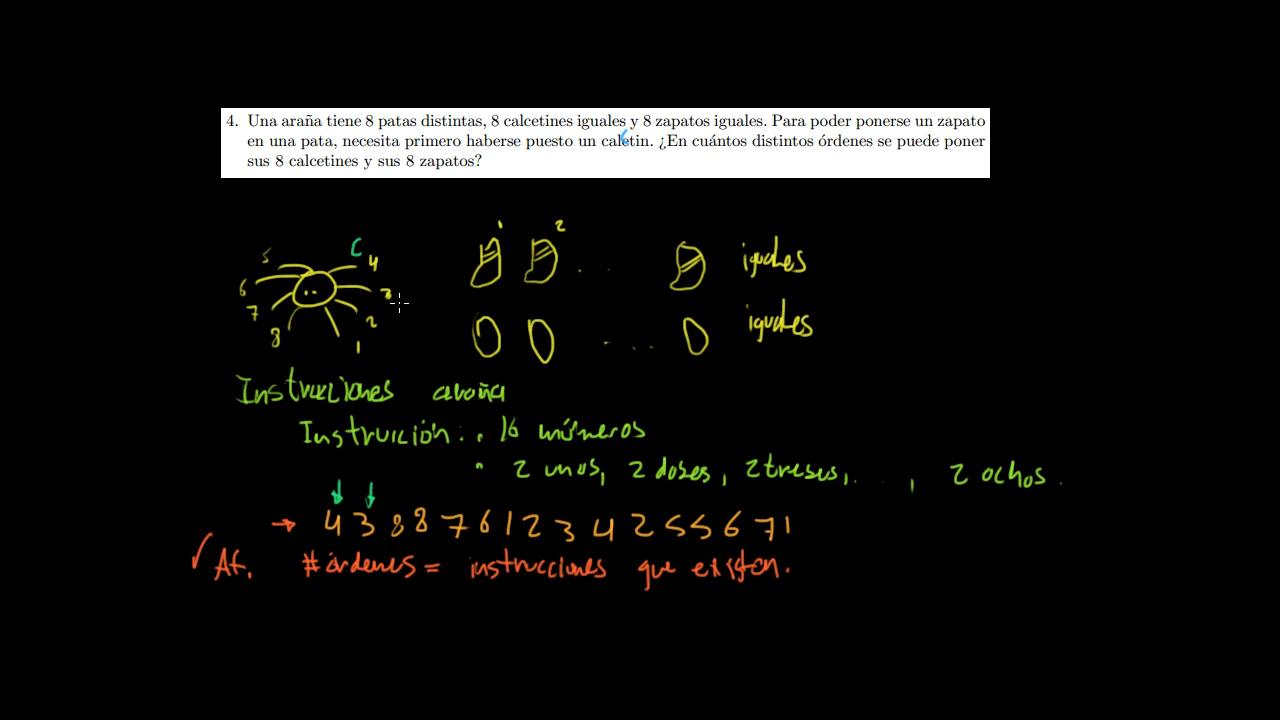 4. Una araña tiene 8 patas distintas, 8 calcetines iguales y 8 zapatos iguales. Para poder ponerse un zapato
en una pata, necesita primero haberse puesto un calcetin. ¿En cuántos distintos órdenes se puede poner
sus 8 calcetines y sus 8 zapatos?
1 2
5 C 4 iguales
6 3
7 2 iguales
8 1
Instrucciones araña
Instrucción: . 16 números
. 2 unos, 2 doses, 2 treses, ..., 2 ochos.
→ 4 3 8 8 7 6 1 2 3 4 2 5 5 6 7 1
✓ Af. # órdenes = instrucciones que existen.